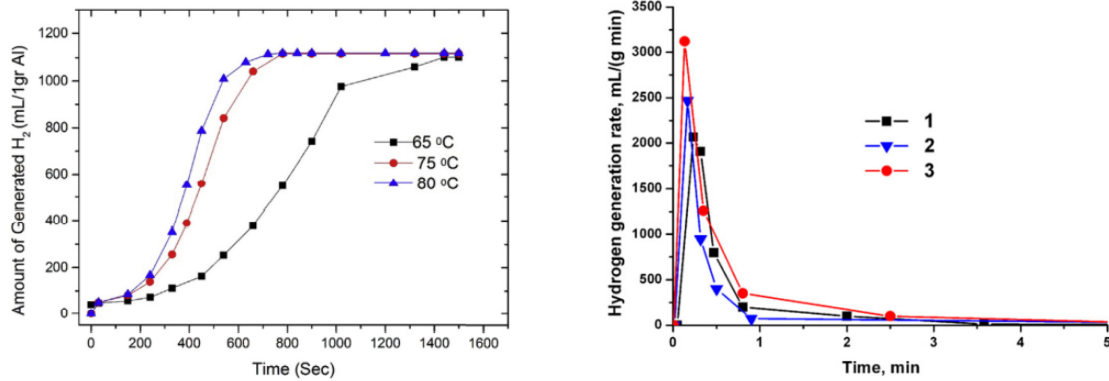 Amount of Generated H2 (mL/1gr Al)
1200
1000
800
600
400
200
0
65 ⁰C
75 ⁰C
80 ⁰C
0 200 400 600 800 1000 1200 1400 1600
Time (Sec)
Hydrogen generation rate, mL/(g min)
3500
3000
2500
2000
1500
1000
500
0
1
2
3
0 1 2 3 4 5
Time, min